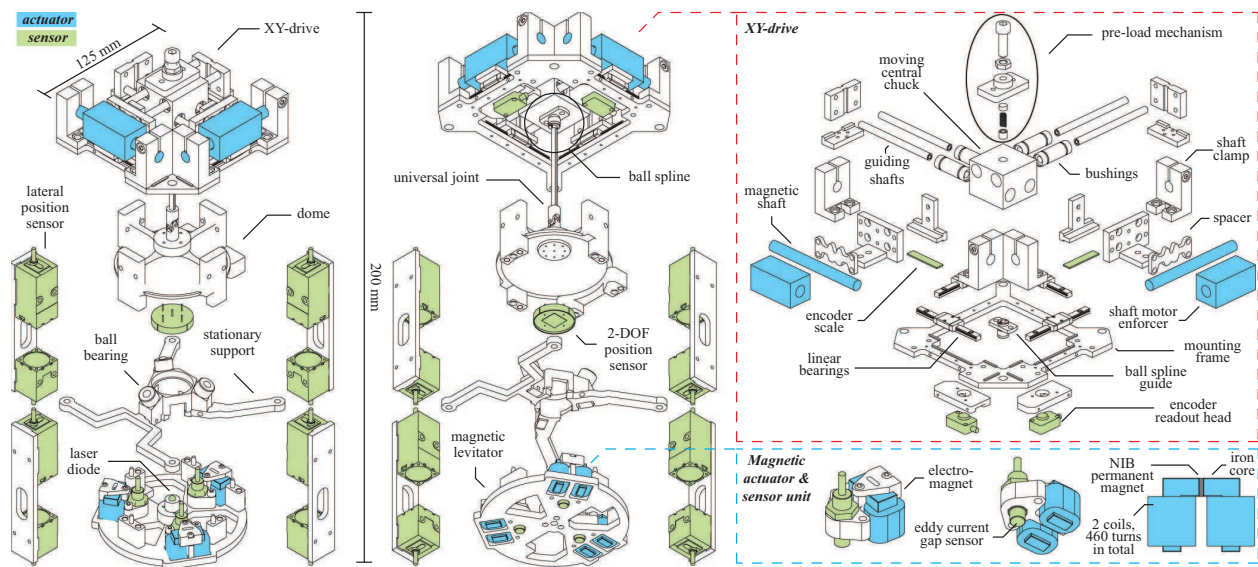 actuator
sensor
125 mm
XY-drive
lateral
position
sensor
dome
ball
bearing
stationary
support
laser
diode
200 mm
universal joint
ball spline
2-DOF
position
sensor
magnetic
levitator
XY-drive
pre-load mechanism
moving
central
chuck
guiding
shafts
bushings
shaft
clamp
magnetic
shaft
spacer
encoder
scale
shaft motor
enforcer
linear
bearings
mounting
frame
ball spline
guide
encoder
readout head
Magnetic
actuator &
sensor unit
electro-
magnet
eddy current
gap sensor
NIB
permanent
magnet
iron
core
2 coils,
460 turns
in total